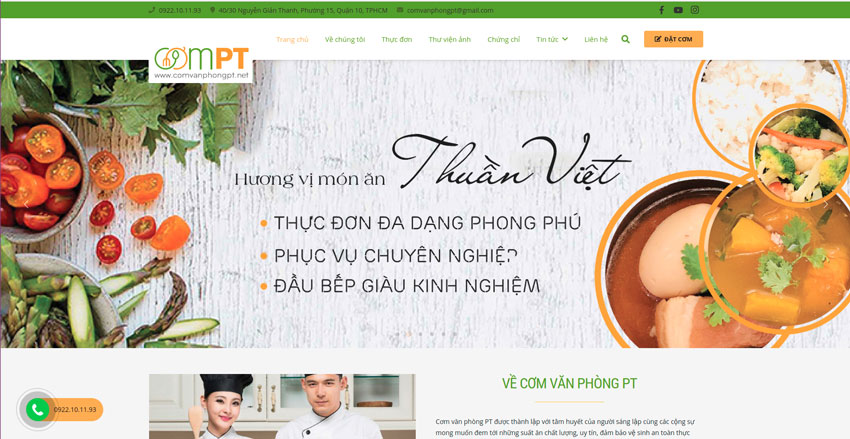 0922.10.11.93 40/30 Nguyễn Giản Thanh, Phường 15, Quận 10, TPHCM comvanphongpt@gmail.com
COMPT
www.comvanphongpt.net
Trang chủ Về chúng tôi Thực đơn Thư viện ảnh Chứng chỉ Tin tức Liên hệ ĐẶT CƠM
Hương vị món ăn Thuần Việt
THỰC ĐƠN ĐA DẠNG PHONG PHÚ
PHỤC VỤ CHUYÊN NGHIỆP
ĐẦU BẾP GIÀU KINH NGHIỆM
VỀ CƠM VĂN PHÒNG PT
0922.10.11.93
Cơm văn phòng PT được thành lập với tâm huyết của người sáng lập cùng các cộng sự
mong muốn đem tới những suất ăn chất lượng, uy tín, đảm bảo vệ sinh an toàn thực